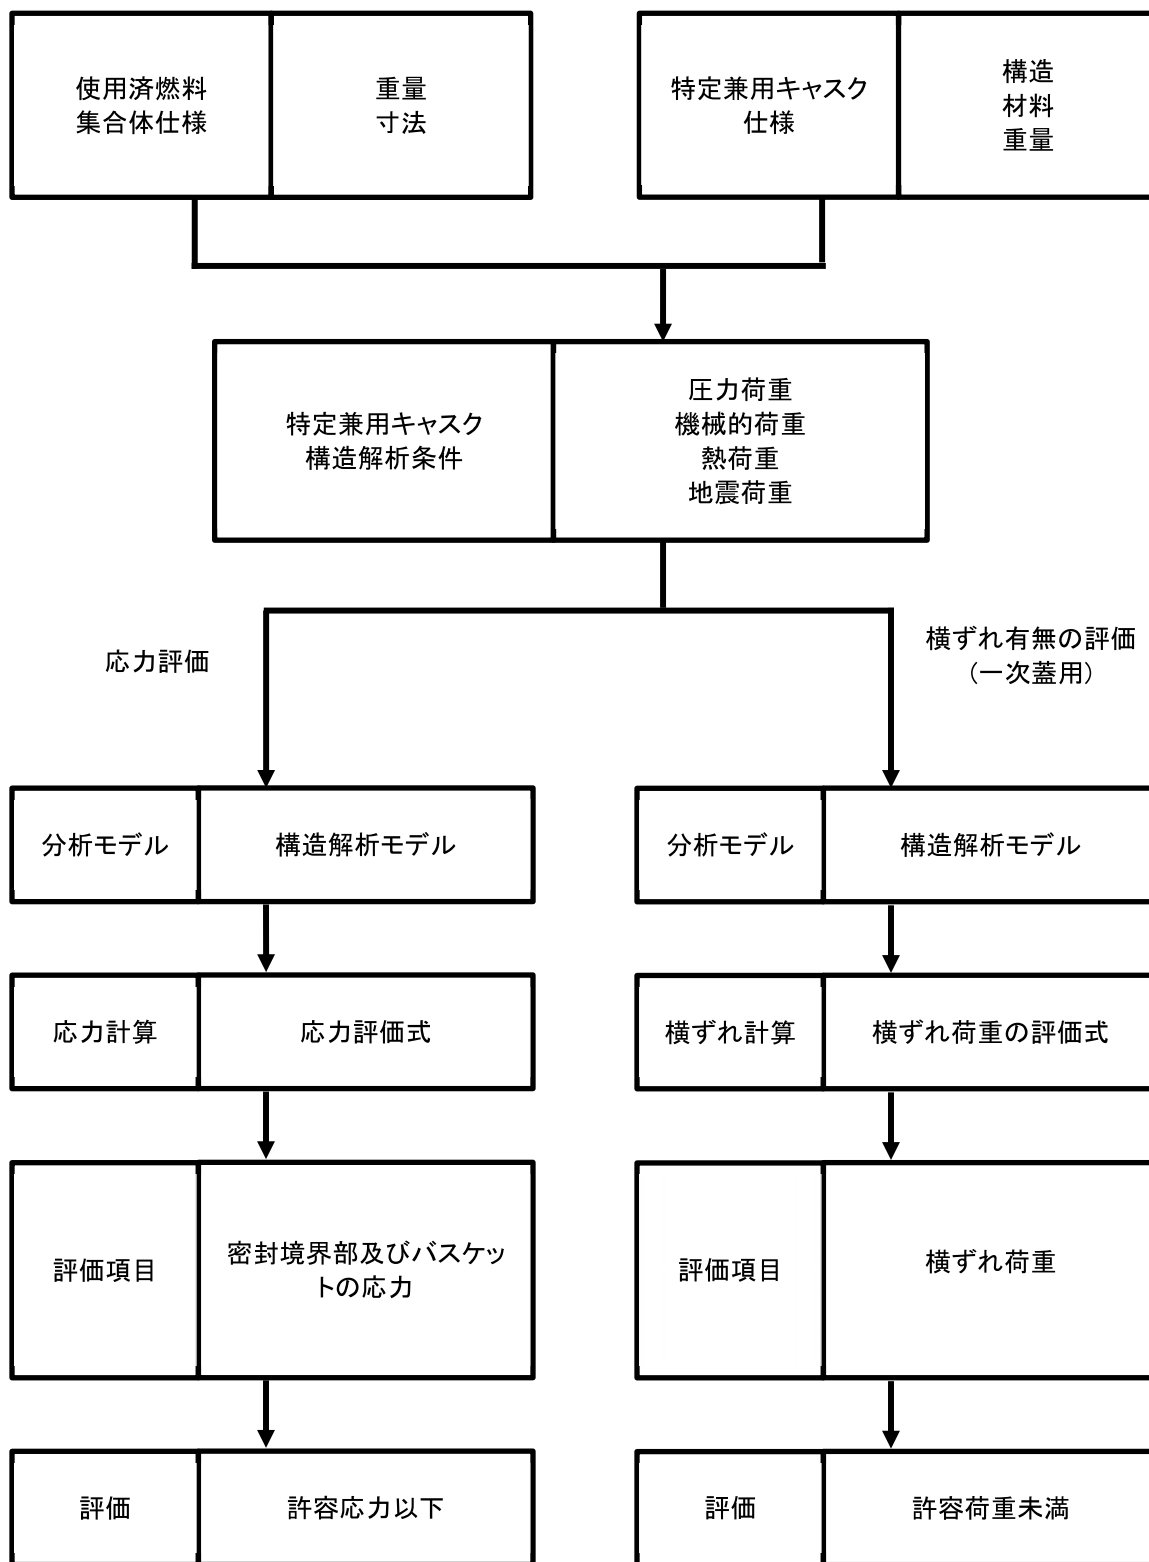 使用済燃料
集合体仕様
重量
寸法
特定兼用キャスク
仕様
構造
材料
重量
特定兼用キャスク
構造解析条件
圧力荷重
機械的荷重
熱荷重
地震荷重
応力評価
横ずれ有無の評価
(一次蓋用)
分析モデル
構造解析モデル
分析モデル
構造解析モデル
応力計算
応力評価式
横ずれ計算
横ずれ荷重の評価式
評価項目
密封境界部及びバスケッ
トの応力
評価項目
横ずれ荷重
評価
許容応力以下
評価
許容荷重未満